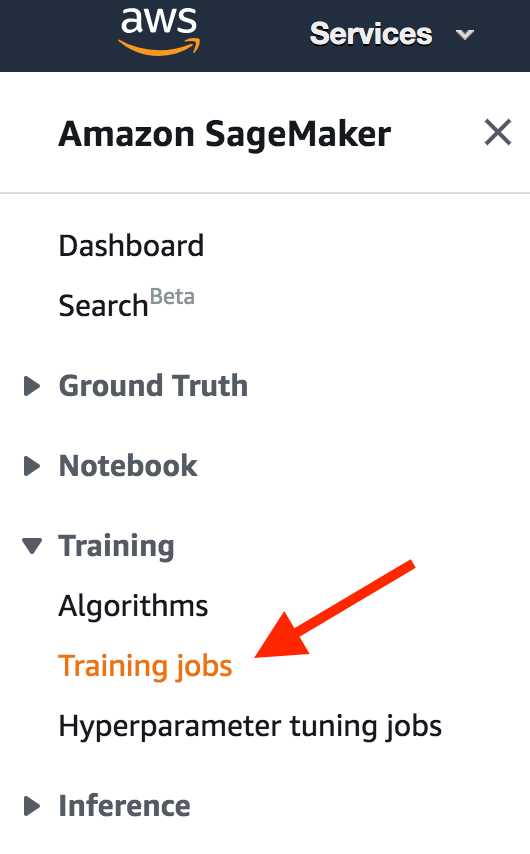 aws
Services
Amazon SageMaker
Dashboard
Search Beta
Ground Truth
Notebook
Training
Algorithms
Training jobs
Hyperparameter tuning jobs
Inference